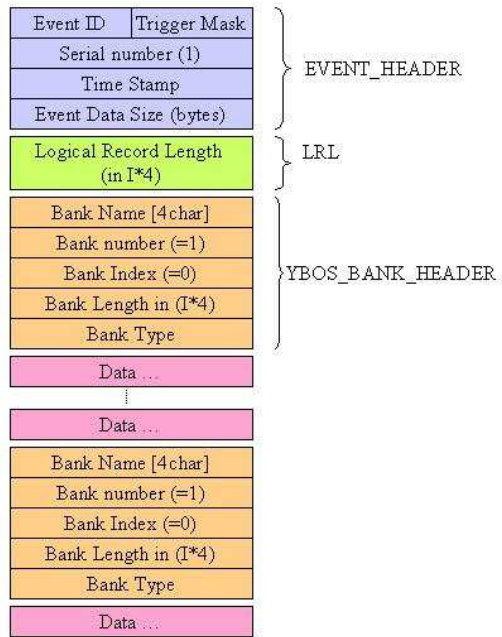 Event ID Trigger Mask
Serial number (1)
Time Stamp
Event Data Size (bytes)
EVENT_HEADER
Logical Record Length
(in I*4)
LRL
Bank Name [4char]
Bank number (=1)
Bank Index (=0)
Bank Length in (I*4)
Bank Type
YBOS_BANK_HEADER
Data ...
Data ...
Bank Name [4char]
Bank number (=1)
Bank Index (=0)
Bank Length in (I*4)
Bank Type
Data ...